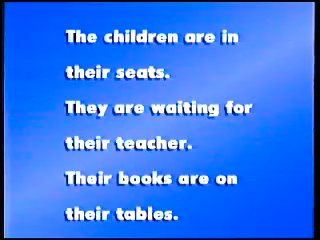 The children are in
their seats.
They are waiting for
their teacher.
Their books are on
their tables.